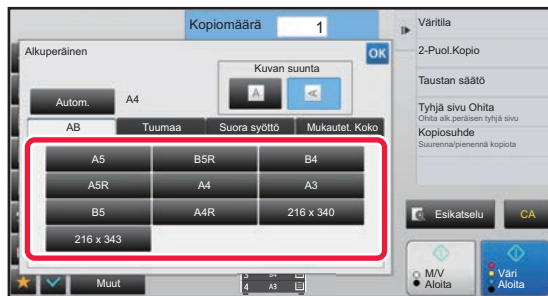 Kopiomäärä
1
Alkuperäinen
OK
Autom.
A4
Kuvan suunta
A
A
AB
Tuumaa
Suora syöttö
Mukautet. Koko
A5
B5R
B4
A5R
A4
A3
B5
A4R
216 x 340
216 x 343
Muut
4
A3
Väritila
2-Puol.Kopio
Taustan säätö
Tyhjä sivu Ohita
Ohita alk.peräisen tyhjä sivu
Kopiosuhde
Suurenna/pienennä kopiota
Esikatselu
CA
M/V
Aloita
Väri
Aloita